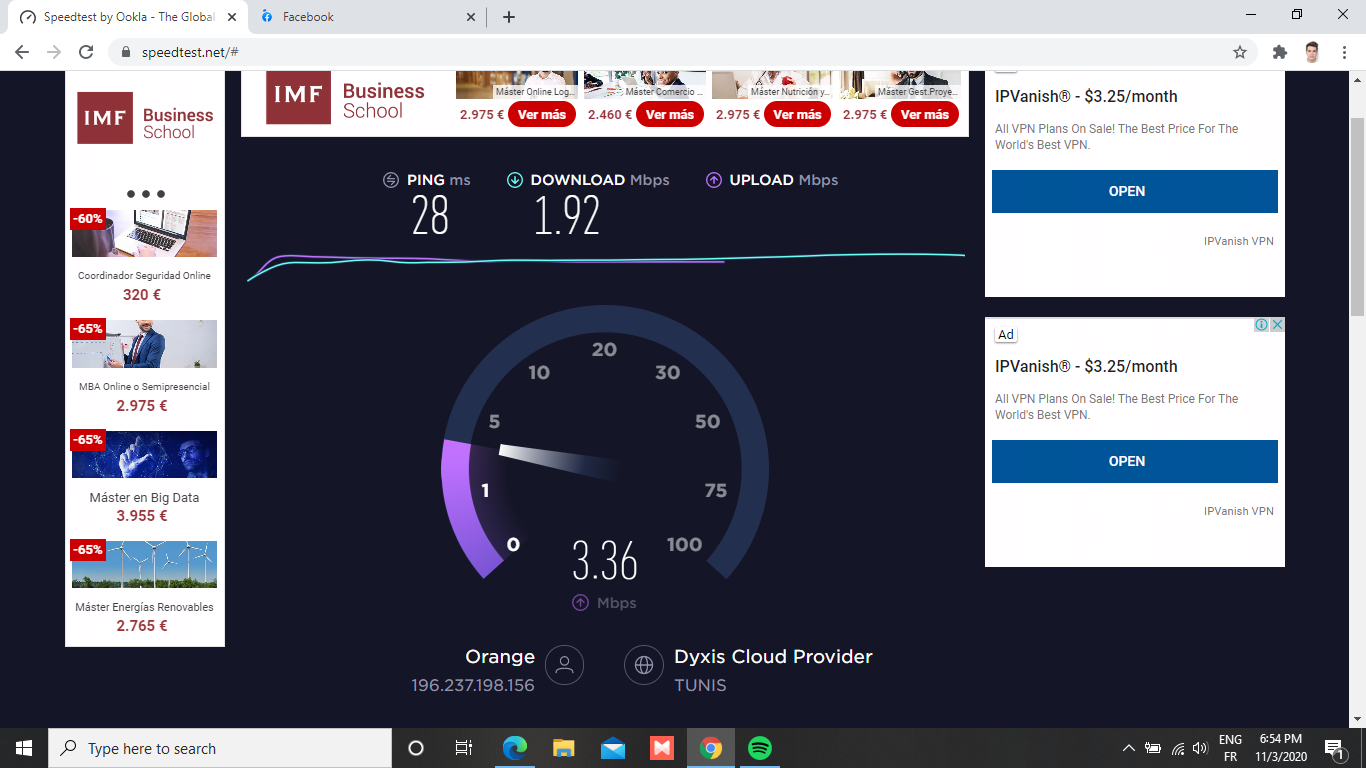 Speedtest by Ookla - The Global
Facebook
speedtest.net/#
IMF Business School
-60%
Coordinador Seguridad Online
320 €
-65%
MBA Online o Semipresencial
2.975 €
-65%
Máster en Big Data
3.955 €
-65%
Máster Energías Renovables
2.765 €
IMF Business School
Máster Online Log...
2.975 € Ver más
Máster Comercio ...
2.460 € Ver más
Máster Nutrición y...
2.975 € Ver más
Máster Gest.Proye...
2.975 € Ver más
PING ms
28
DOWNLOAD Mbps
1.92
UPLOAD Mbps
0
1
5
10
20
30
50
75
100
3.36
Mbps
Orange
196.237.198.156
Dyxis Cloud Provider
TUNIS
IPVanish® - $3.25/month
All VPN Plans On Sale! The Best Price For The
World's Best VPN.
OPEN
IPVanish VPN
Ad
IPVanish® - $3.25/month
All VPN Plans On Sale! The Best Price For The
World's Best VPN.
OPEN
IPVanish VPN
Type here to search
ENG
FR
6:54 PM
11/3/2020
1